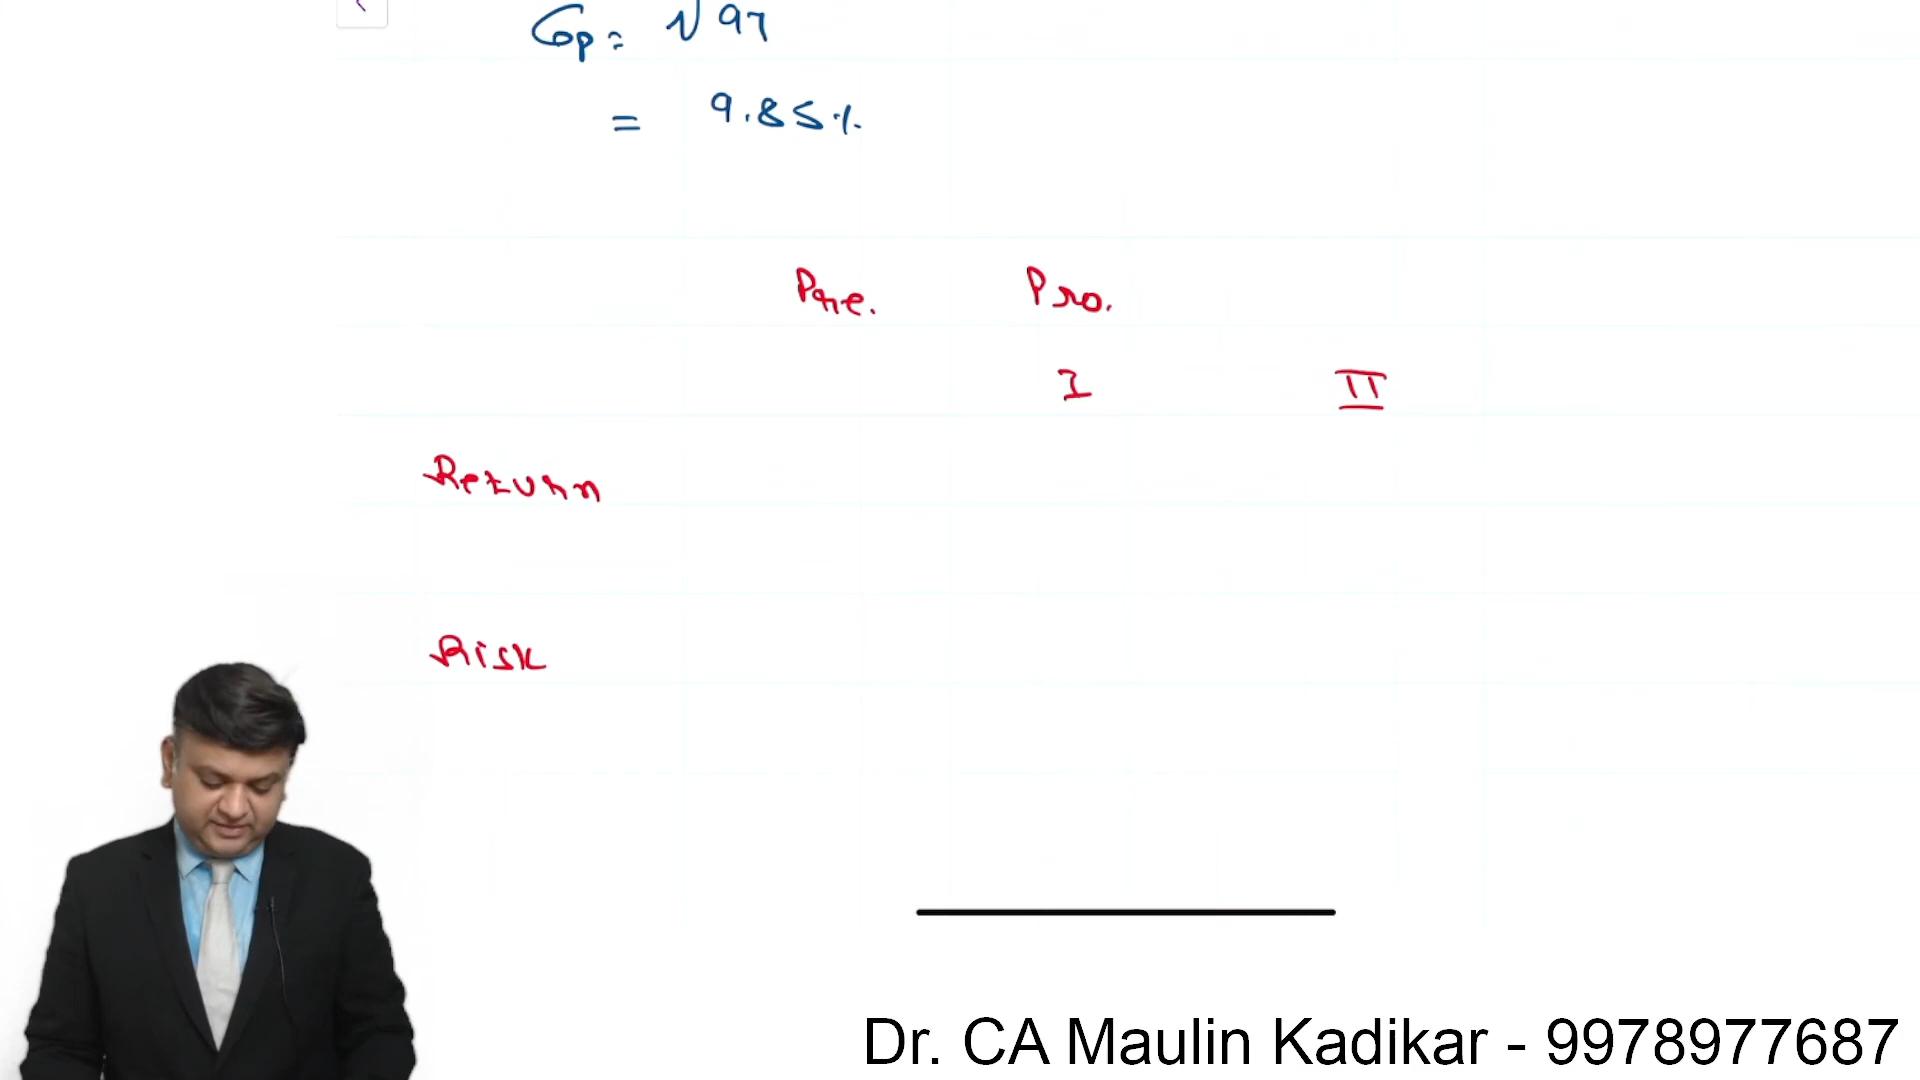 σp = √97
= 9.85%
Pre. Pro.
I II
Return
Risk
Dr. CA Maulin Kadikar - 9978977687